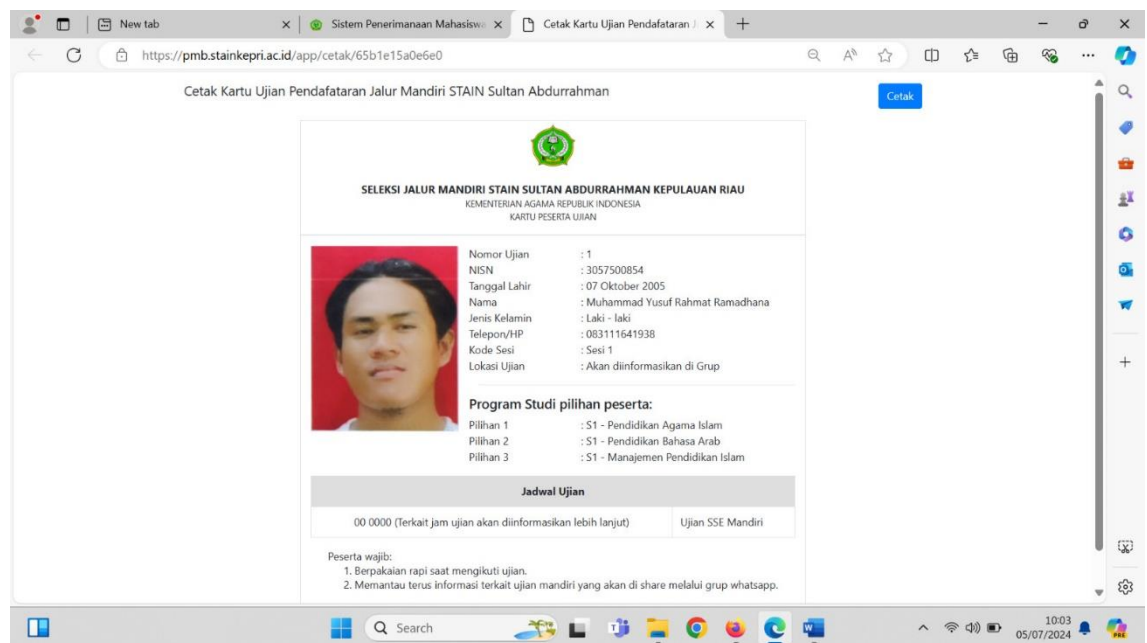 New tab
Sistem Penerimanaan Mahasiswa
Cetak Kartu Ujian Pendafataran J
https://pmb.stainkepri.ac.id/app/cetak/65b1e15a0e6e0
Cetak Kartu Ujian Pendafataran Jalur Mandiri STAIN Sultan Abdurrahman
Cetak
SELEKSI JALUR MANDIRI STAIN SULTAN ABDURRAHMAN KEPULAUAN RIAU
KEMENTERIAN AGAMA REPUBLIK INDONESIA
KARTU PESERTA UJIAN
Nomor Ujian : 1
NISN : 3057500854
Tanggal Lahir : 07 Oktober 2005
Nama : Muhammad Yusuf Rahmat Ramadhana
Jenis Kelamin : Laki - laki
Telepon/HP : 083111641938
Kode Sesi : Sesi 1
Lokasi Ujian : Akan diinformasikan di Grup
Program Studi pilihan peserta:
Pilihan 1 : S1 - Pendidikan Agama Islam
Pilihan 2 : S1 - Pendidikan Bahasa Arab
Pilihan 3 : S1 - Manajemen Pendidikan Islam
Jadwal Ujian
00 0000 (Terkait jam ujian akan diinformasikan lebih lanjut) Ujian SSE Mandiri
Peserta wajib:
1. Berpakaian rapi saat mengikuti ujian.
2. Memantau terus informasi terkait ujian mandiri yang akan di share melalui grup whatsapp.
Search
10:03
05/07/2024